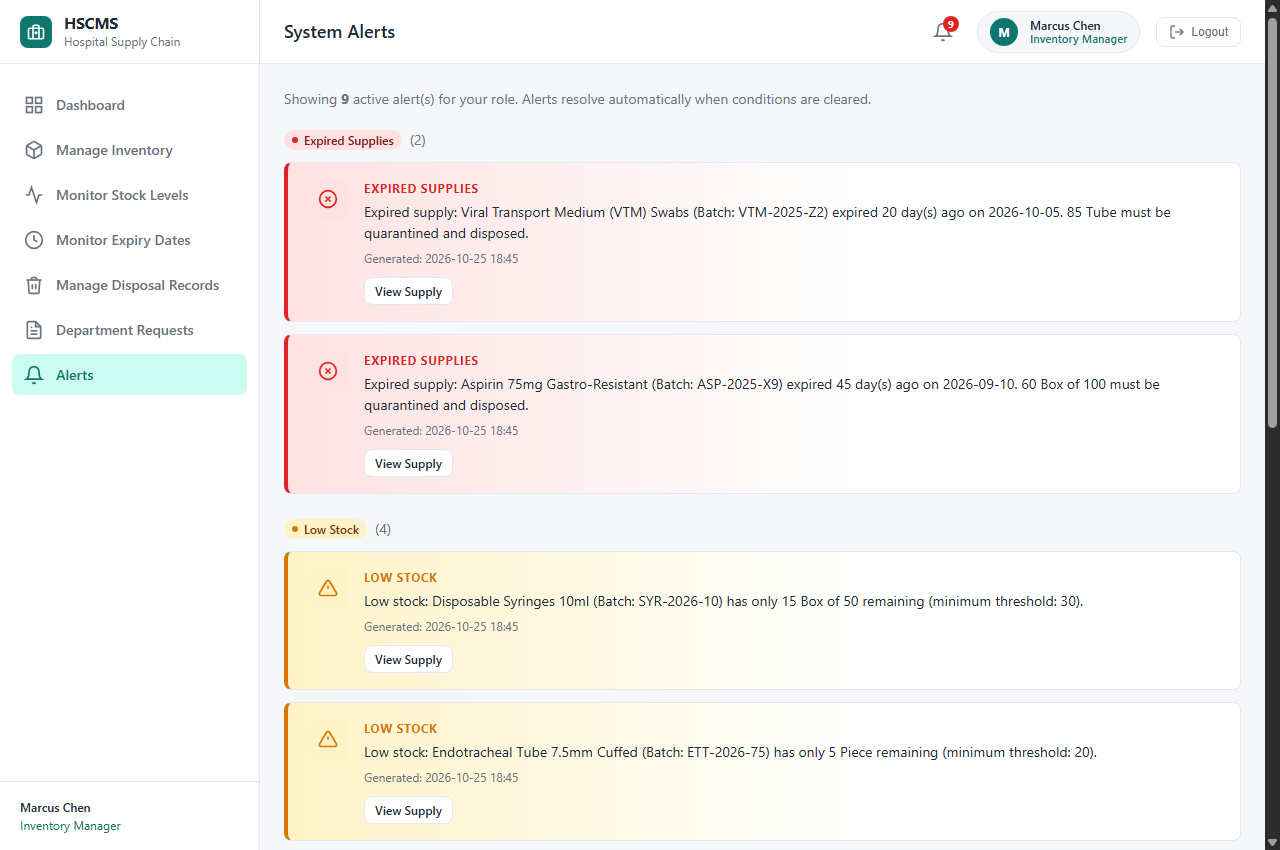 HSCMS
Hospital Supply Chain
Dashboard
Manage Inventory
Monitor Stock Levels
Monitor Expiry Dates
Manage Disposal Records
Department Requests
Alerts
Marcus Chen
Inventory Manager
System Alerts
9
M
Marcus Chen
Inventory Manager
Logout
Showing 9 active alert(s) for your role. Alerts resolve automatically when conditions are cleared.
Expired Supplies (2)
EXPIRED SUPPLIES
Expired supply: Viral Transport Medium (VTM) Swabs (Batch: VTM-2025-Z2) expired 20 day(s) ago on 2026-10-05. 85 Tube must be
quarantined and disposed.
Generated: 2026-10-25 18:45
View Supply
EXPIRED SUPPLIES
Expired supply: Aspirin 75mg Gastro-Resistant (Batch: ASP-2025-X9) expired 45 day(s) ago on 2026-09-10. 60 Box of 100 must be
quarantined and disposed.
Generated: 2026-10-25 18:45
View Supply
Low Stock (4)
LOW STOCK
Low stock: Disposable Syringes 10ml (Batch: SYR-2026-10) has only 15 Box of 50 remaining (minimum threshold: 30).
Generated: 2026-10-25 18:45
View Supply
LOW STOCK
Low stock: Endotracheal Tube 7.5mm Cuffed (Batch: ETT-2026-75) has only 5 Piece remaining (minimum threshold: 20).
Generated: 2026-10-25 18:45
View Supply